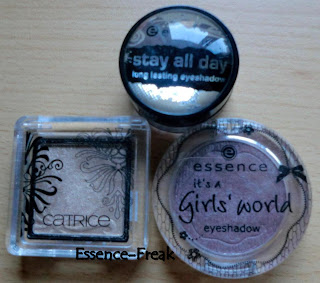 stay all day
long lasting eyeshadow
CATRICE
essence
it's A
Girls' world
eyeshadow
Essence-Freak